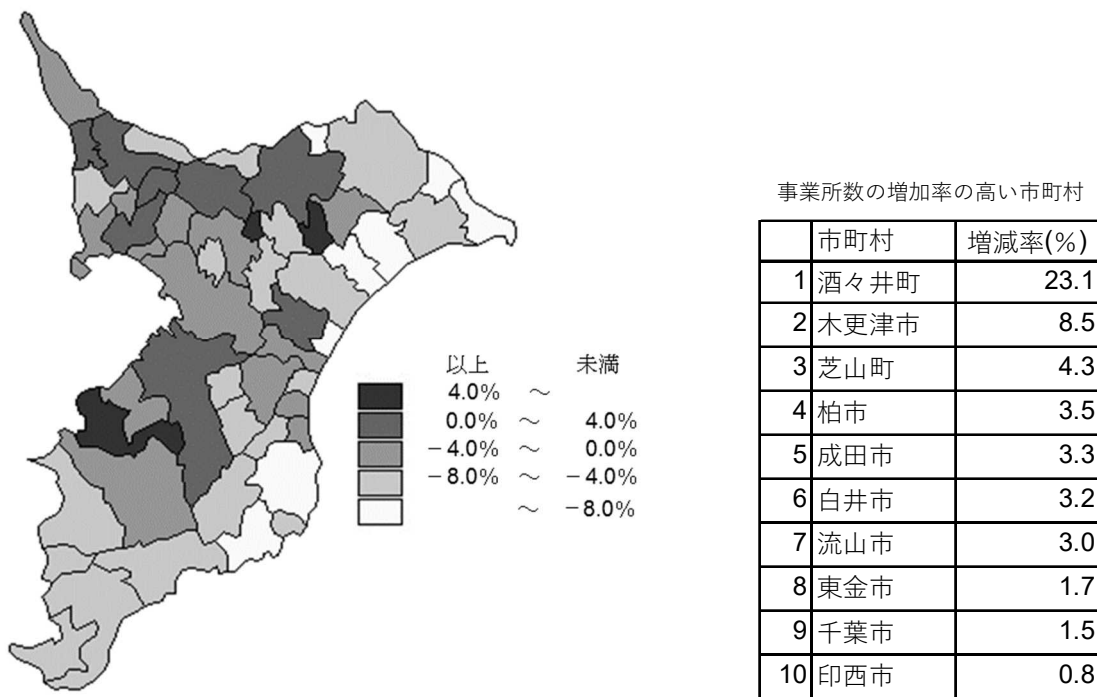 以上 未満
4.0% ～
0.0% ～ 4.0%
－4.0% ～ 0.0%
－8.0% ～ －4.0%
～ －8.0%
事業所数の増加率の高い市町村
市町村 増減率(%)
1 酒々井町 23.1
2 木更津市 8.5
3 芝山町 4.3
4 柏市 3.5
5 成田市 3.3
6 白井市 3.2
7 流山市 3.0
8 東金市 1.7
9 千葉市 1.5
10 印西市 0.8